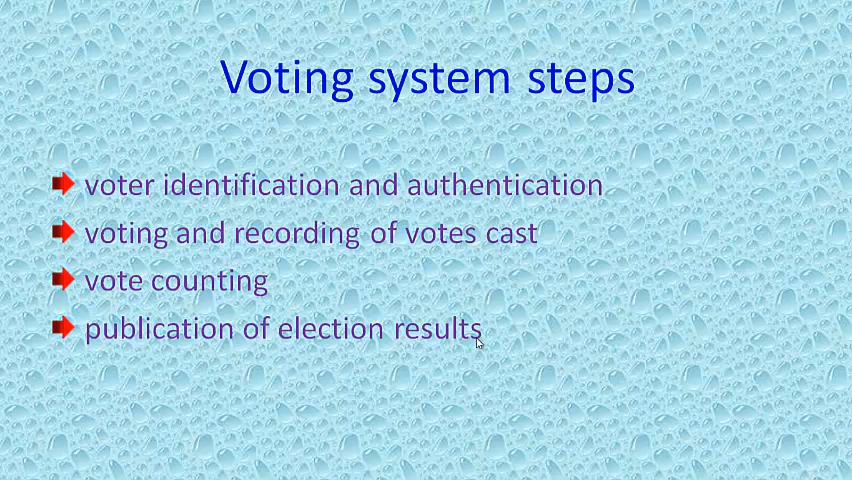 Voting system steps
voter identification and authentication
voting and recording of votes cast
vote counting
publication of election results